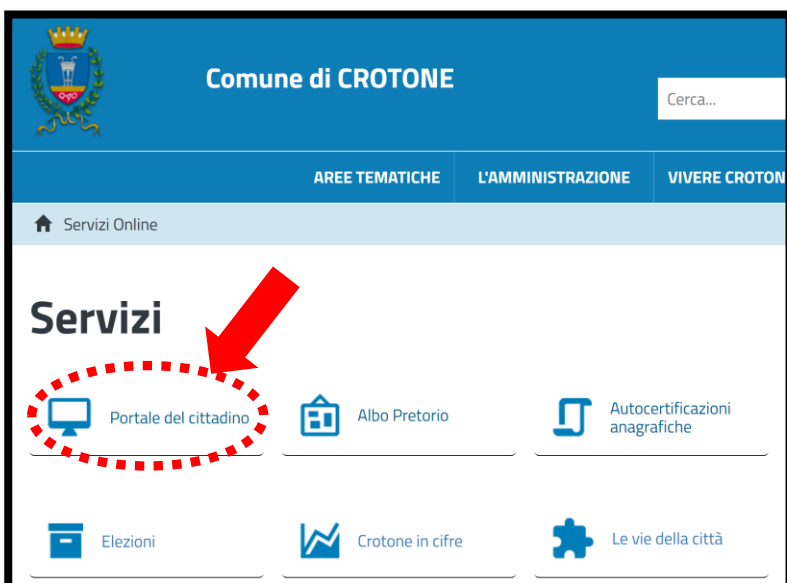 Comune di CROTONE
Cerca...
AREE TEMATICHE
L'AMMINISTRAZIONE
VIVERE CROTON
Servizi Online
Servizi
Portale del cittadino
Albo Pretorio
Autocertificazioni
anagrafiche
Elezioni
Crotone in cifre
Le vie della città